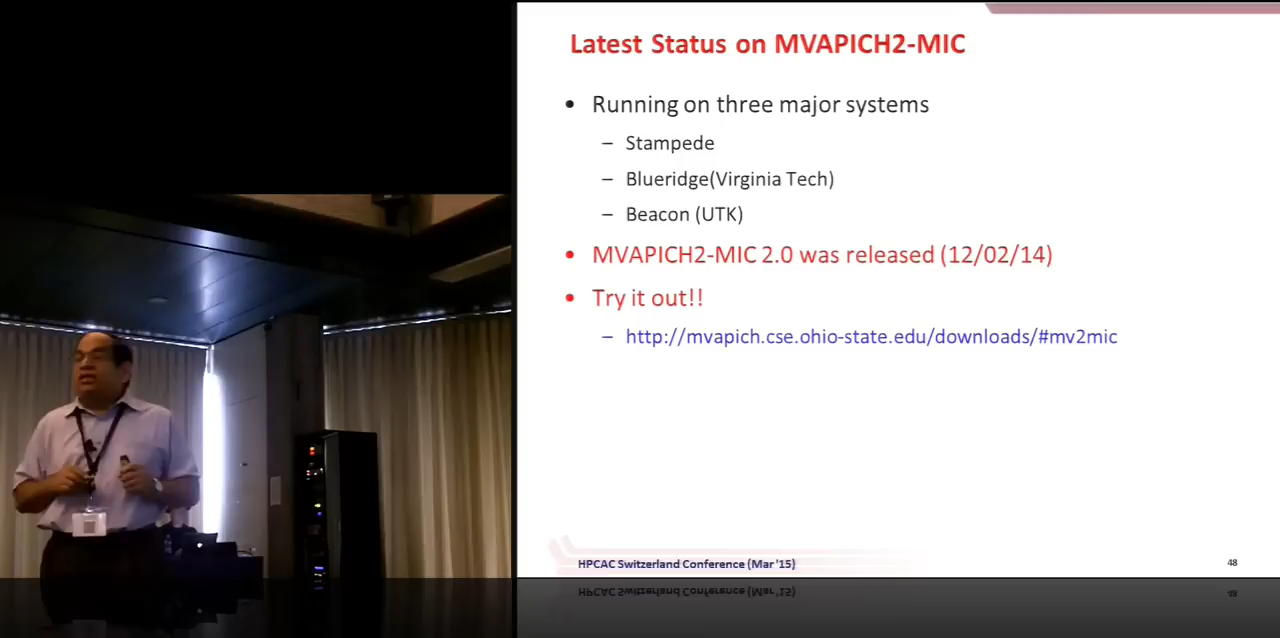 Latest Status on MVAPICH2-MIC
• Running on three major systems
– Stampede
– Blueridge(Virginia Tech)
– Beacon (UTK)
• MVAPICH2-MIC 2.0 was released (12/02/14)
• Try it out!!
– http://mvapich.cse.ohio-state.edu/downloads/#mv2mic
HPCAC Switzerland Conference (Mar '15)
48